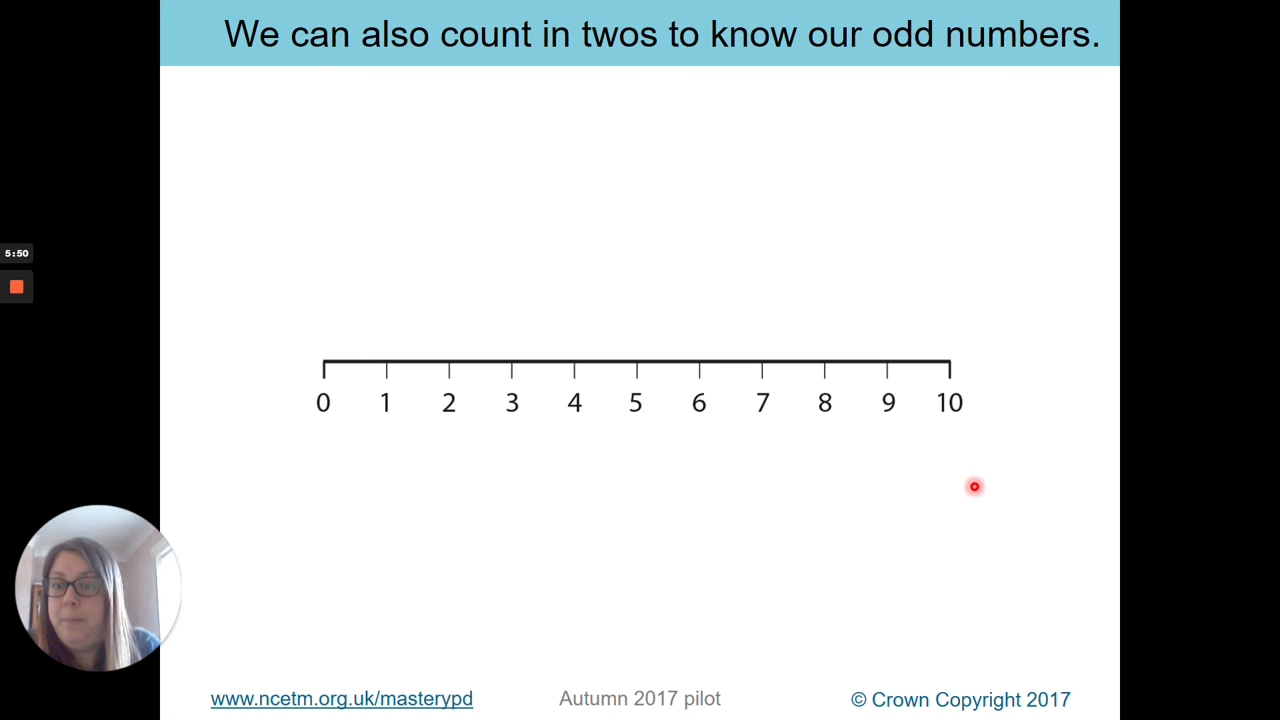 We can also count in twos to know our odd numbers.
5:50
0 1 2 3 4 5 6 7 8 9 10
www.ncetm.org.uk/masterypd Autumn 2017 pilot © Crown Copyright 2017